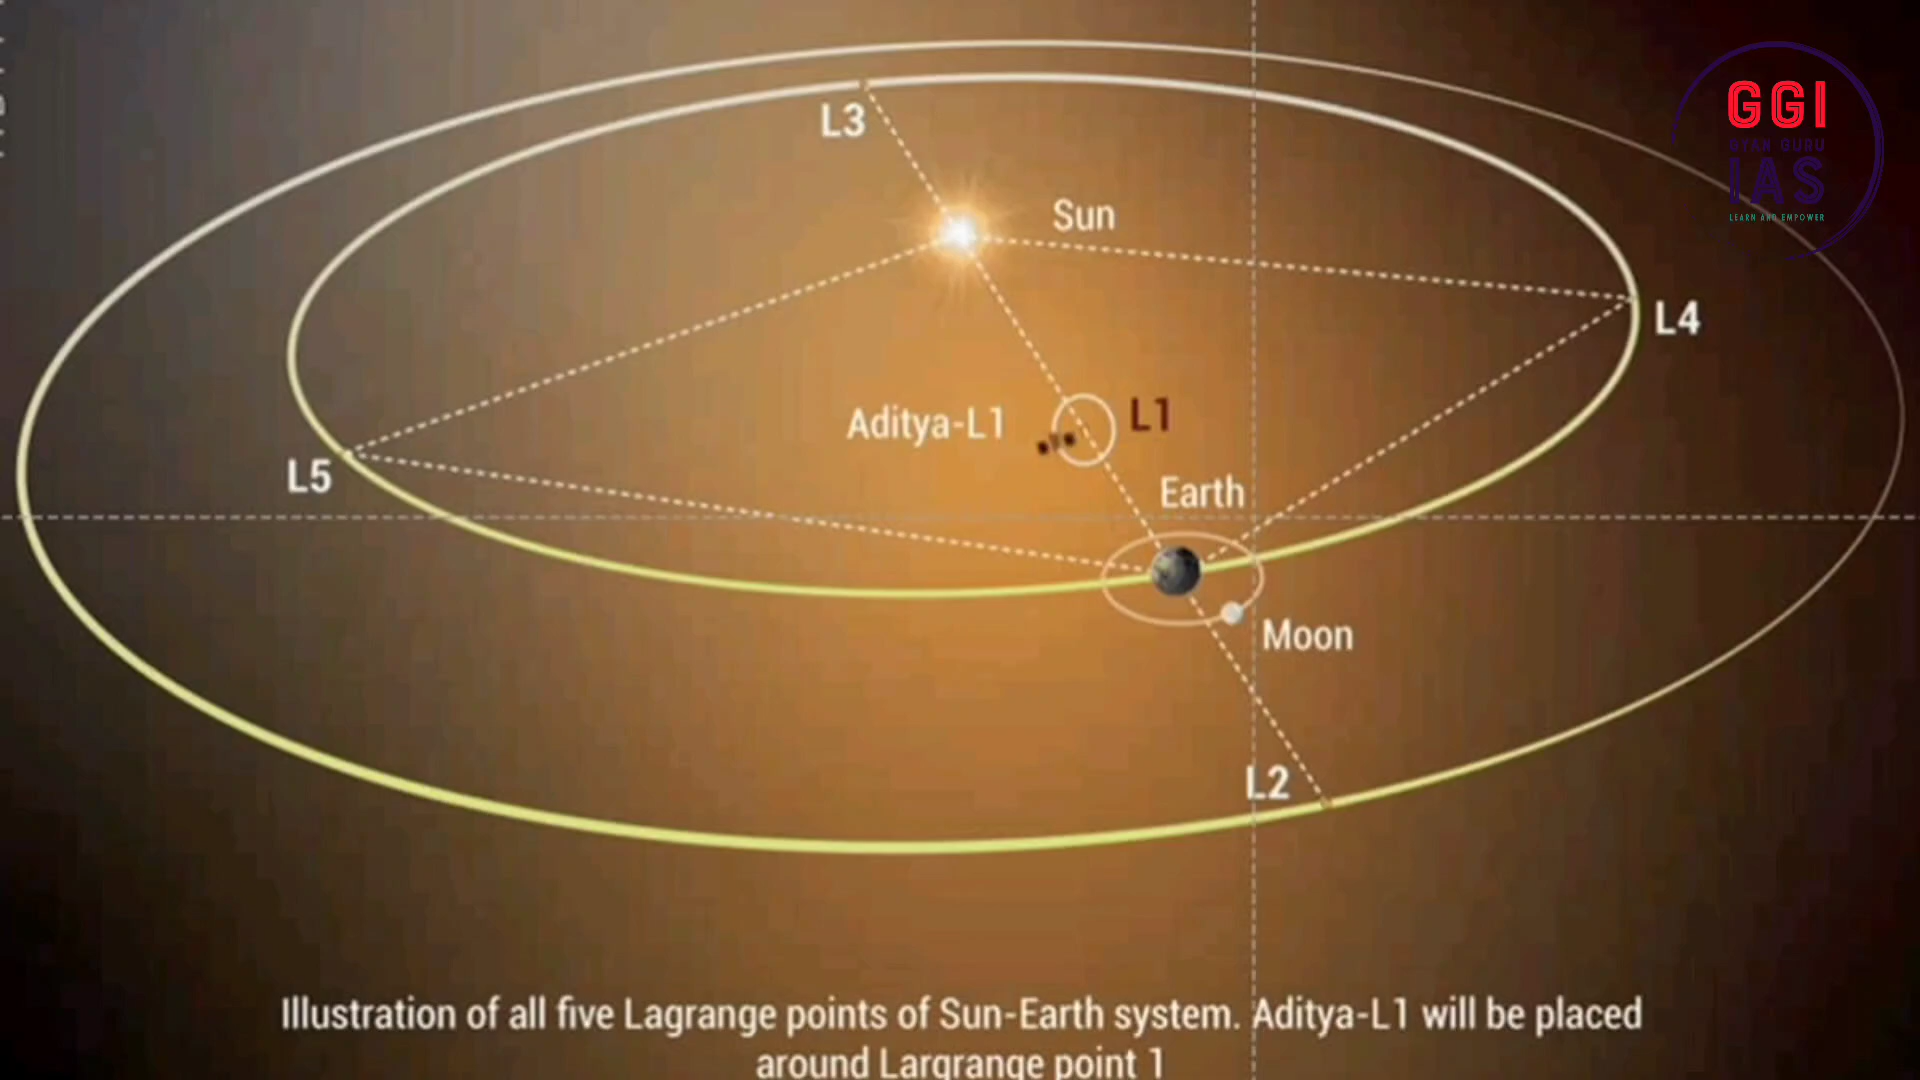 GGI
GYAN GURU
IAS
LEARN AND EMPOWER
L3
Sun
L4
Aditya-L1
L1
L5
Earth
Moon
L2
Illustration of all five Lagrange points of Sun-Earth system. Aditya-L1 will be placed
around Largrange point 1